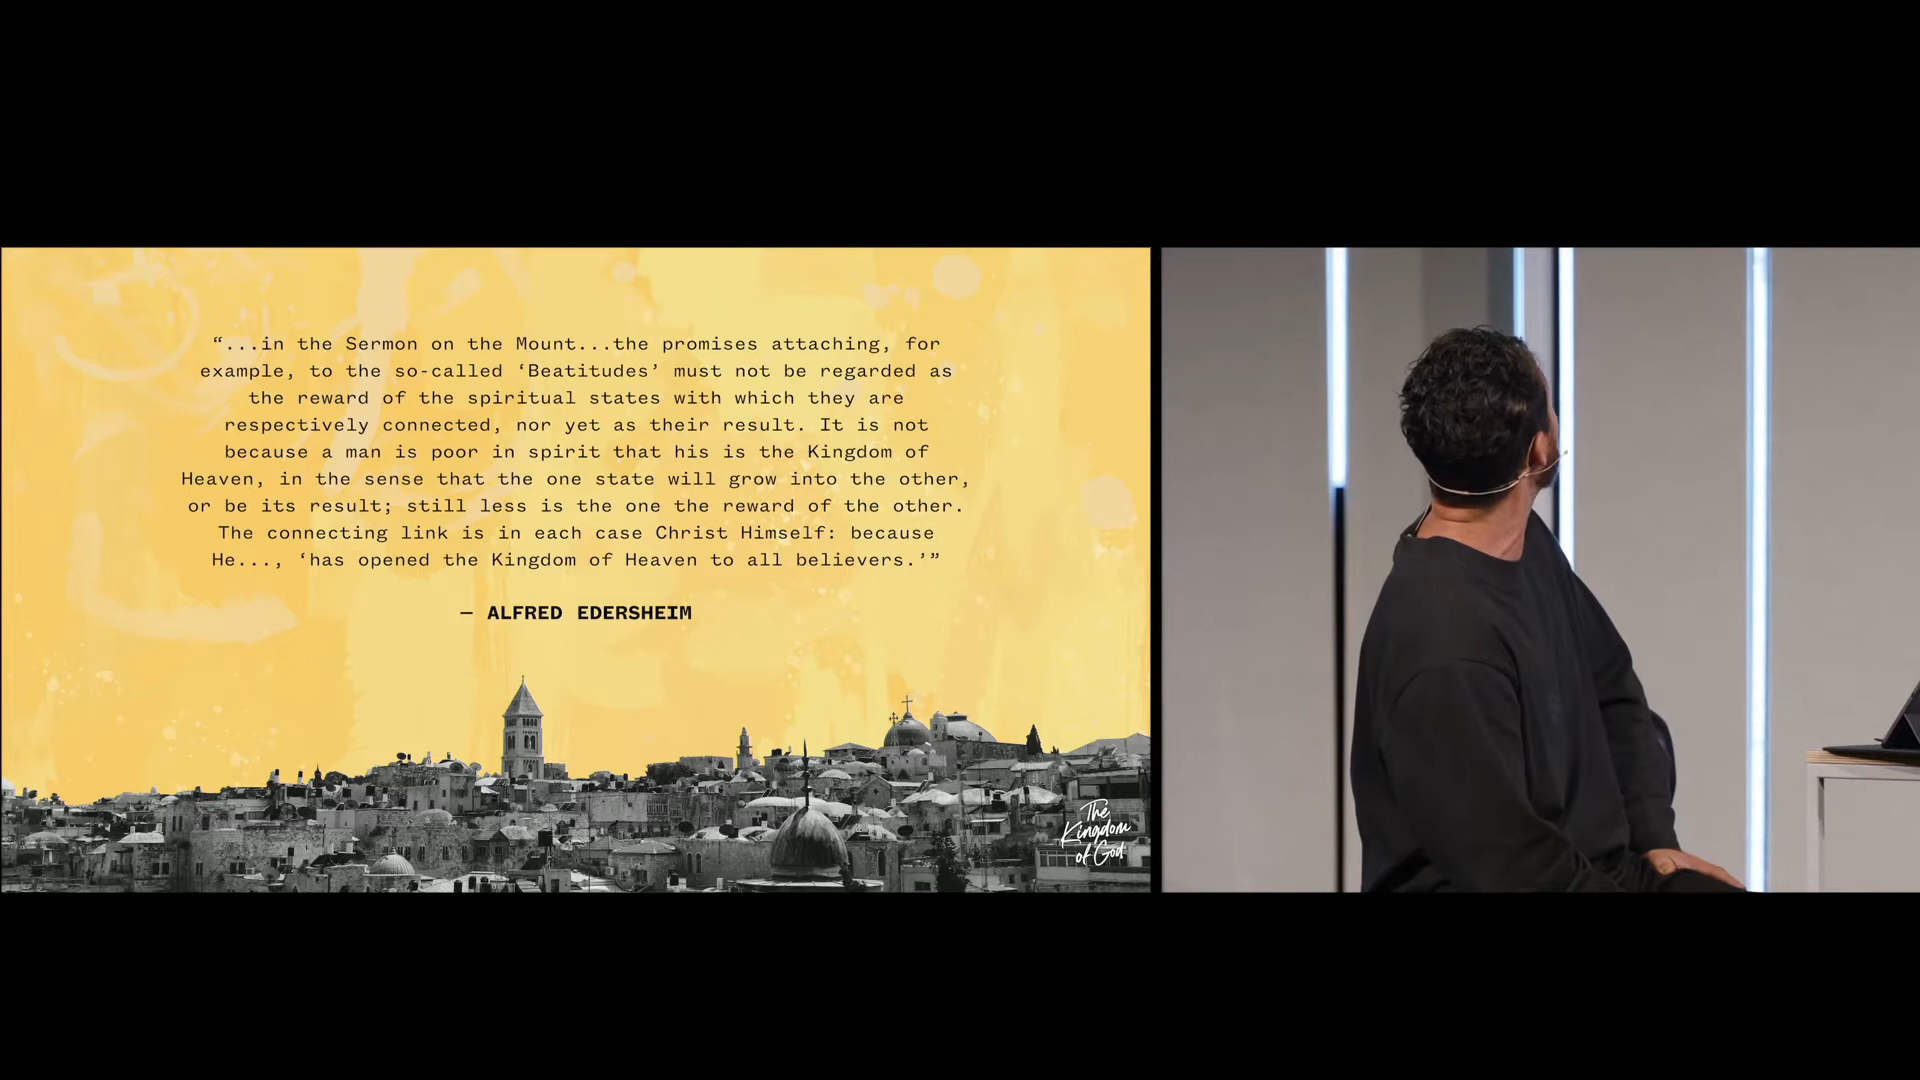 “...in the Sermon on the Mount...the promises attaching, for
example, to the so-called ‘Beatitudes’ must not be regarded as
the reward of the spiritual states with which they are
respectively connected, nor yet as their result. It is not
because a man is poor in spirit that his is the Kingdom of
Heaven, in the sense that the one state will grow into the other,
or be its result; still less is the one the reward of the other.
The connecting link is in each case Christ Himself: because
He..., ‘has opened the Kingdom of Heaven to all believers.’”
— ALFRED EDERSHEIM
The
Kingdom
of God